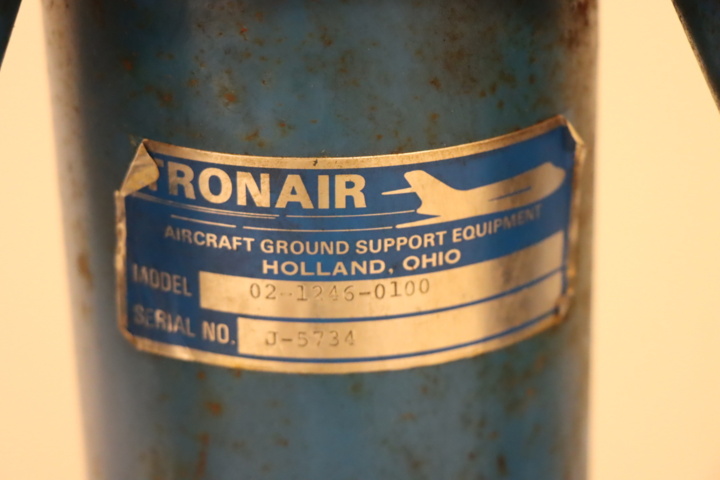 TRONAIR
AIRCRAFT GROUND SUPPORT EQUIPMENT
HOLLAND, OHIO
MODEL 02-1246-0100
SERIAL NO. J-5734